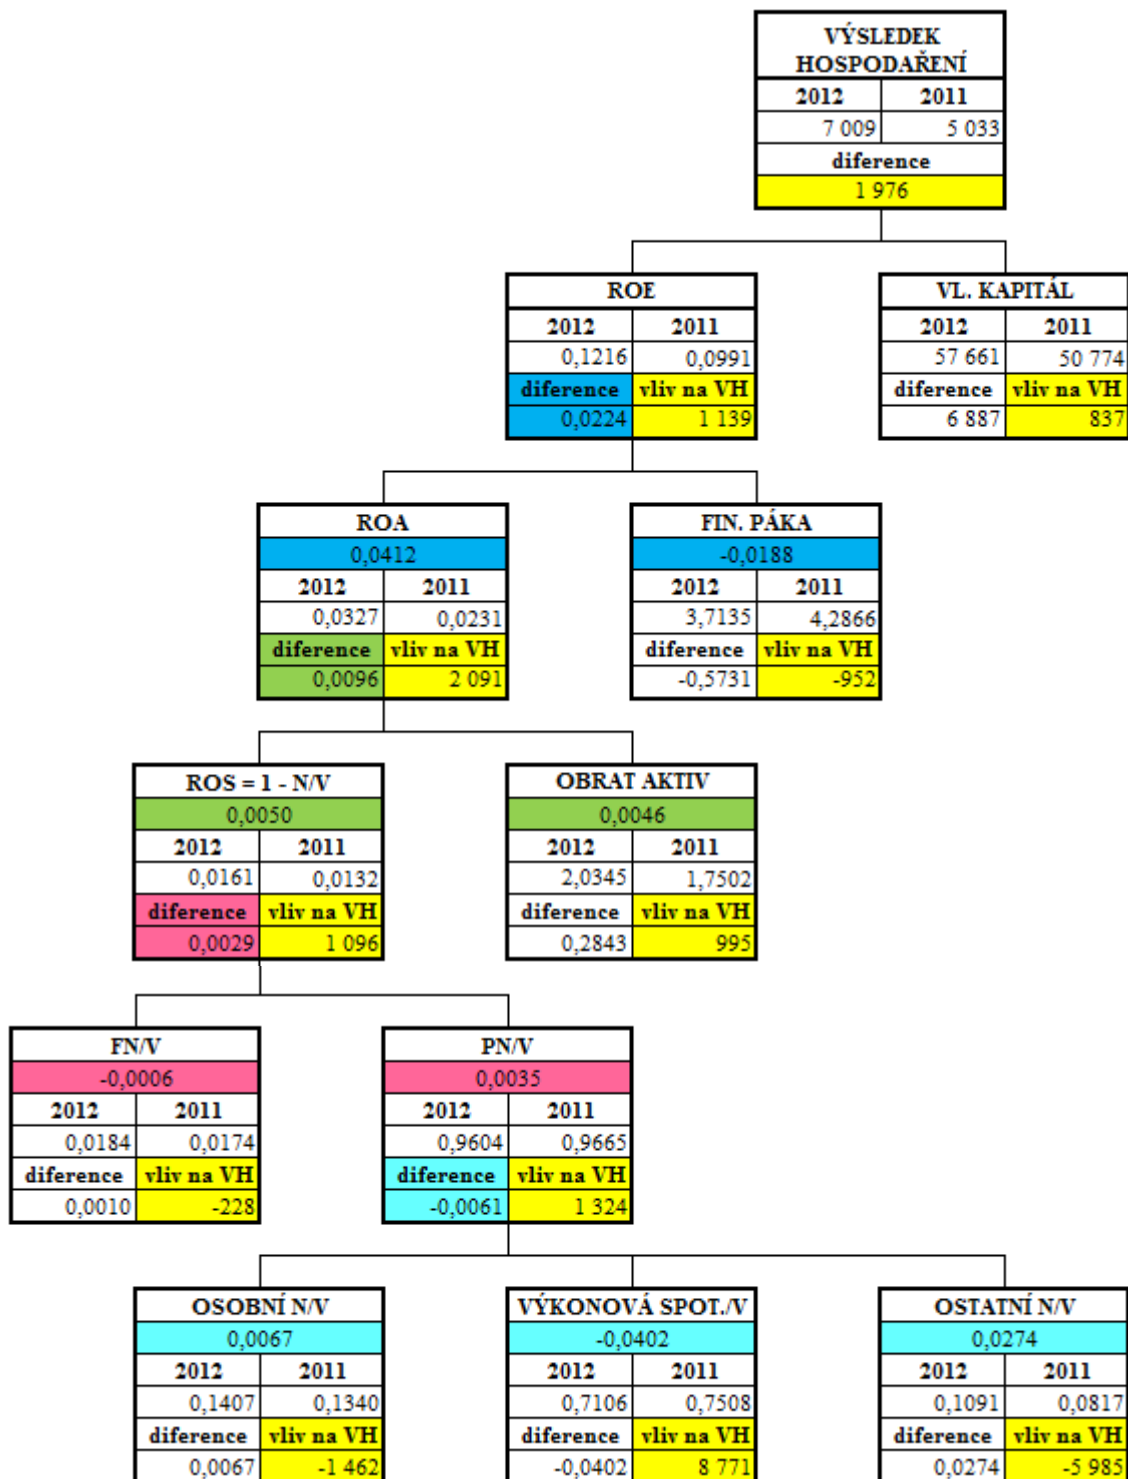 VÝSLEDEK
HOSPODAŘENÍ
2012 2011
7 009 5 033
diference
1 976
ROE
2012 2011
0,1216 0,0991
diference vliv na VH
0,0224 1 139
VL. KAPITÁL
2012 2011
57 661 50 774
diference vliv na VH
6 887 837
ROA
0,0412
2012 2011
0,0327 0,0231
diference vliv na VH
0,0096 2 091
FIN. PÁKA
-0,0188
2012 2011
3,7135 4,2866
diference vliv na VH
-0,5731 -952
ROS = 1 - N/V
0,0050
2012 2011
0,0161 0,0132
diference vliv na VH
0,0029 1 096
OBRAT AKTIV
0,0046
2012 2011
2,0345 1,7502
diference vliv na VH
0,2843 995
FN/V
-0,0006
2012 2011
0,0184 0,0174
diference vliv na VH
0,0010 -228
PN/V
0,0035
2012 2011
0,9604 0,9665
diference vliv na VH
-0,0061 1 324
OSOBNÍ N/V
0,0067
2012 2011
0,1407 0,1340
diference vliv na VH
0,0067 -1 462
VÝKONOVÁ SPOT./V
-0,0402
2012 2011
0,7106 0,7508
diference vliv na VH
-0,0402 8 771
OSTATNÍ N/V
0,0274
2012 2011
0,1091 0,0817
diference vliv na VH
0,0274 -5 985